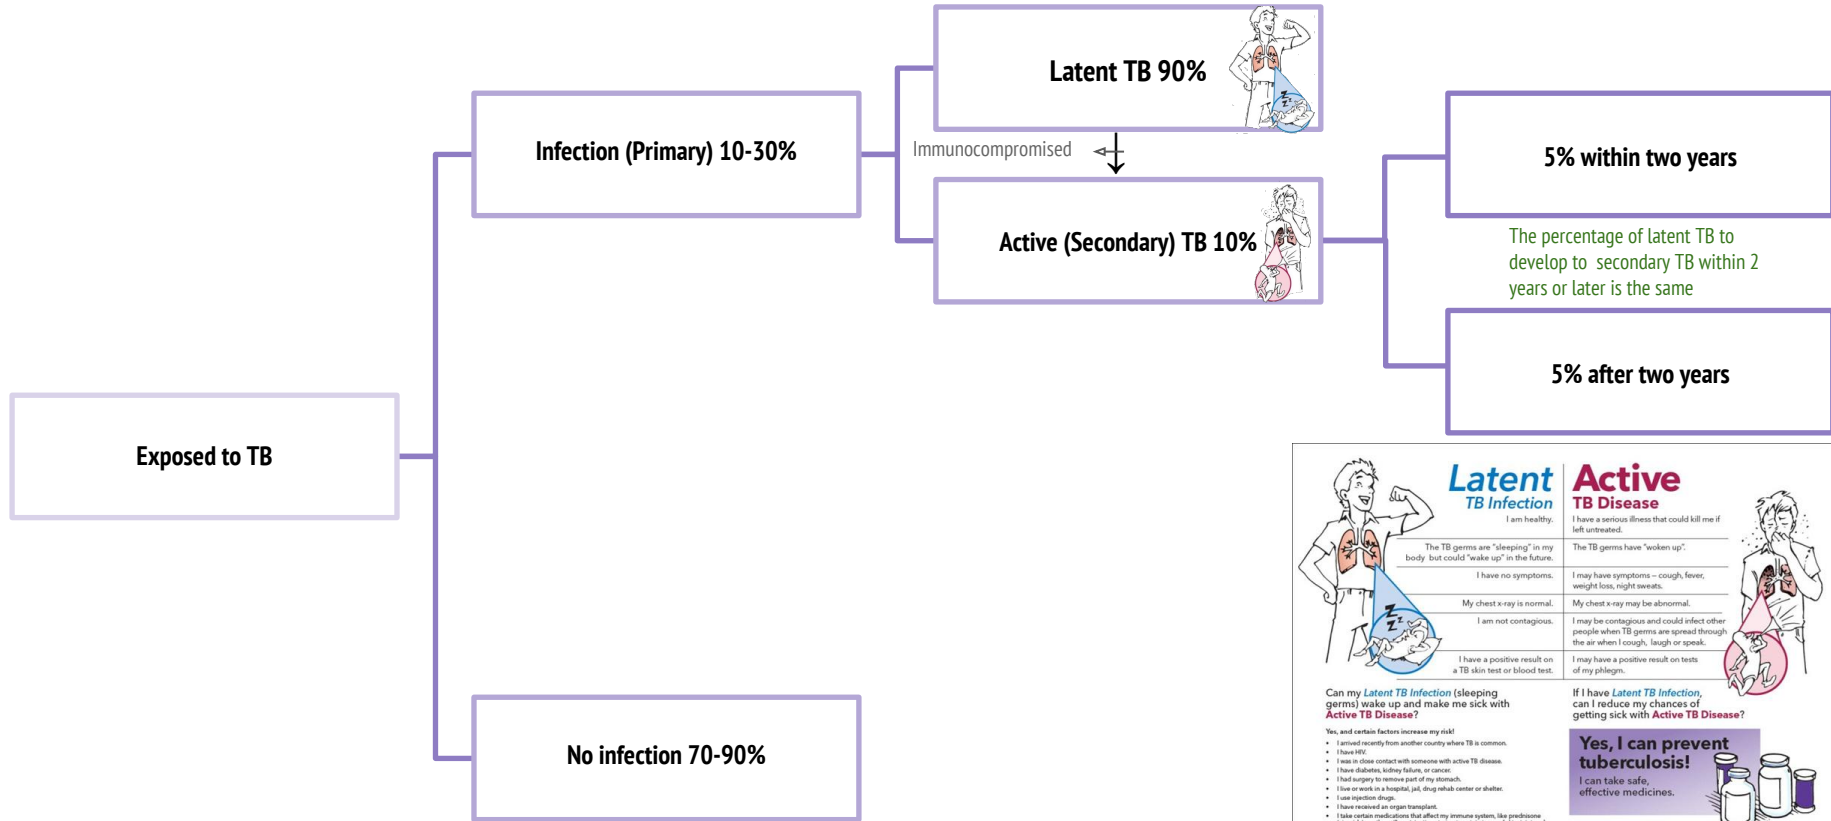 Latent TB 90%
Infection (Primary) 10-30%
Immunocompromised
Active (Secondary) TB 10%
5% within two years
The percentage of latent TB to
develop to  secondary TB within 2
years or later is the same
5% after two years
Exposed to TB
No infection 70-90%
Latent
TB Infection
Active
TB Disease
I am healthy.
I have a serious illness that could kill me if
left untreated.
The TB germs are "sleeping" in my
body but could "wake up" in the future.
The TB germs have "woken up".
I have no symptoms.
I may have symptoms – cough, fever,
weight loss, night sweats.
My chest x-ray is normal.
My chest x-ray may be abnormal.
I am not contagious.
I may be contagious and could infect other
people when TB germs are spread through
the air when I cough, laugh or speak.
I have a positive result on
a TB skin test or blood test.
I may have a positive result on tests
of my phlegm.
Z
Z
Z
Z
Z
Z
Can my Latent TB Infection (sleeping
germs) wake up and make me sick with
Active TB Disease?
Yes, and certain factors increase my risk!
• I arrived recently from another country where TB is common.
• I have HIV.
• I was in close contact with someone with active TB disease.
• I have diabetes, kidney failure, or cancer.
• I had surgery to remove part of my stomach.
• I live or work in a hospital, jail, drug rehab center or shelter.
• I use injection drugs.
• I have received an organ transplant.
• I take certain medications that affect my immune system, like prednisone
If I have Latent TB Infection,
can I reduce my chances of
getting sick with Active TB Disease?
Yes, I can prevent
tuberculosis!
I can take safe,
effective medicines.